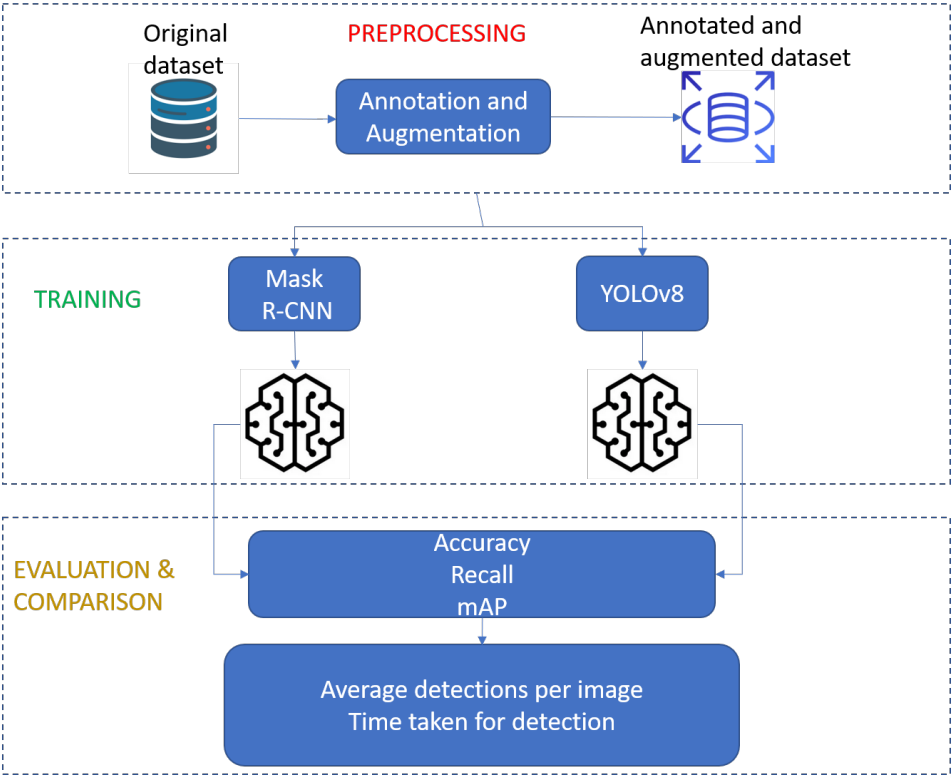 Original
dataset
PREPROCESSING
Annotated and
augmented dataset
Annotation and
Augmentation
TRAINING
Mask
R-CNN
YOLOv8
EVALUATION &
COMPARISON
Accuracy
Recall
mAP
Average detections per image
Time taken for detection